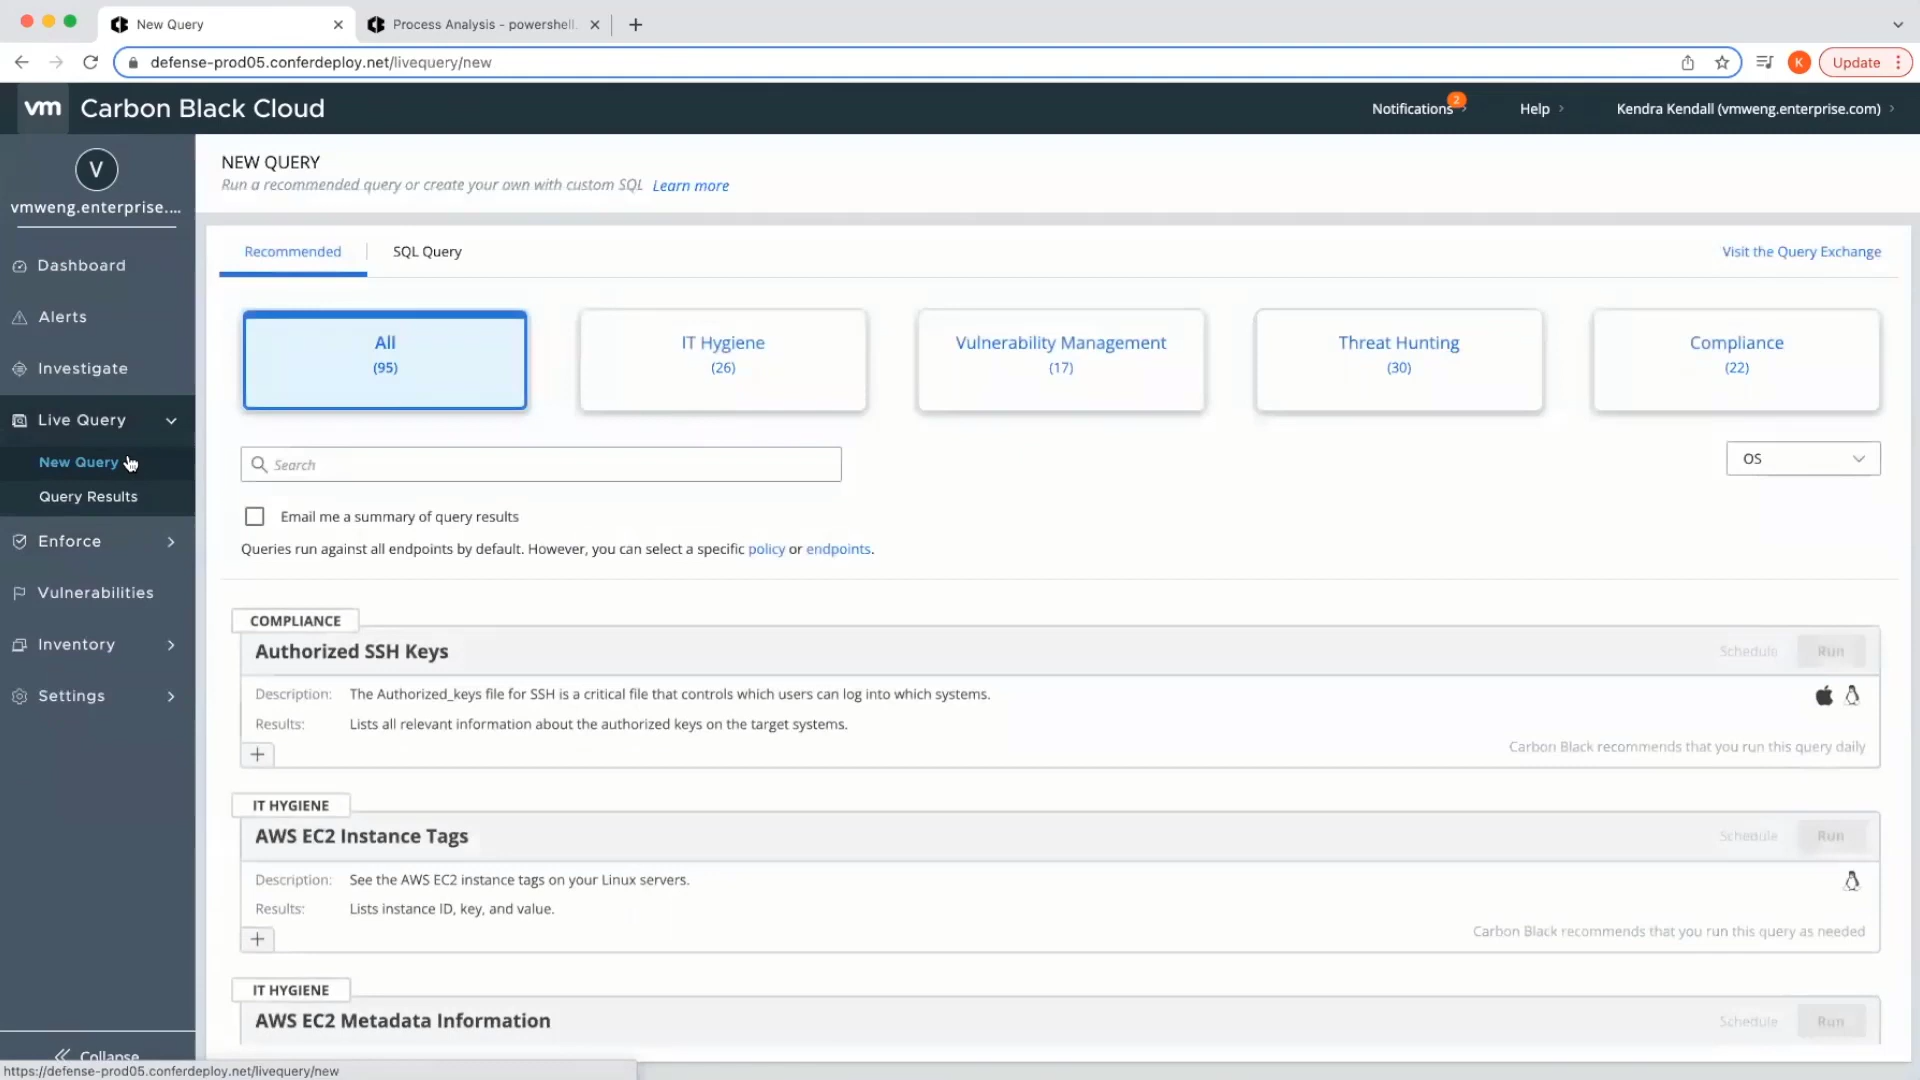 New Query
Process Analysis - powershell.
defense-prod05.conferdeploy.net/livequery/new
K
Update
vm
Carbon Black Cloud
Notifications
2
Help
Kendra Kendall (vmweng.enterprise.com)
V
vmweng.enterprise....
Dashboard
Alerts
Investigate
Live Query
New Query
Query Results
Enforce
Vulnerabilities
Inventory
Settings
Collapse
NEW QUERY
Run a recommended query or create your own with custom SQL Learn more
Recommended
SQL Query
Visit the Query Exchange
All
(95)
IT Hygiene
(26)
Vulnerability Management
(17)
Threat Hunting
(30)
Compliance
(22)
Search
OS
Email me a summary of query results
Queries run against all endpoints by default. However, you can select a specific policy or endpoints.
COMPLIANCE
Authorized SSH Keys
Schedule
Run
Description: The Authorized_keys file for SSH is a critical file that controls which users can log into which systems.
Results: Lists all relevant information about the authorized keys on the target systems.
Carbon Black recommends that you run this query daily
IT HYGIENE
AWS EC2 Instance Tags
Schedule
Run
Description: See the AWS EC2 instance tags on your Linux servers.
Results: Lists instance ID, key, and value.
Carbon Black recommends that you run this query as needed
IT HYGIENE
AWS EC2 Metadata Information
Schedule
Run
https://defense-prod05.conferdeploy.net/livequery/new